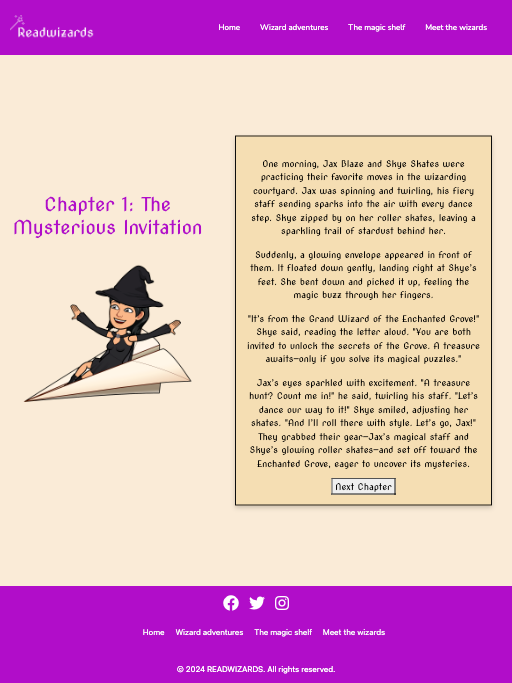 Readwizards
Home Wizard adventures The magic shelf Meet the wizards
Chapter 1: The
Mysterious Invitation
One morning, Jax Blaze and Skye Skates were
practicing their favorite moves in the wizarding
courtyard. Jax was spinning and twirling, his fiery
staff sending sparks into the air with every dance
step. Skye zipped by on her roller skates, leaving a
sparkling trail of stardust behind her.
Suddenly, a glowing envelope appeared in front of
them. It floated down gently, landing right at Skye's
feet. She bent down and picked it up, feeling the
magic buzz through her fingers.
"It's from the Grand Wizard of the Enchanted Grove!"
Skye said, reading the letter aloud. "You are both
invited to unlock the secrets of the Grove. A treasure
awaits—only if you solve its magical puzzles."
Jax's eyes sparkled with excitement. "A treasure
hunt? Count me in!" he said, twirling his staff. "Let's
dance our way to it!" Skye smiled, adjusting her
skates. "And I'll roll there with style. Let's go, Jax!"
They grabbed their gear—Jax's magical staff and
Skye's glowing roller skates—and set off toward the
Enchanted Grove, eager to uncover its mysteries.
Next Chapter
Home Wizard adventures The magic shelf Meet the wizards
© 2024 READWIZARDS. All rights reserved.